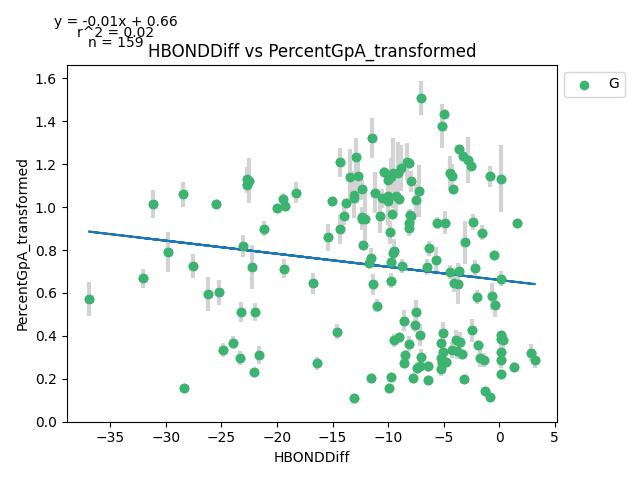 y = -0.01x + 0.66
r^2 = 0.02
n = 159
HBONDDiff vs PercentGpA_transformed
G
PercentGpA_transformed
1.6
1.4
1.2
1.0
0.8
0.6
0.4
0.2
0.0
−35 −30 −25 −20 −15 −10 −5 0 5
HBONDDiff